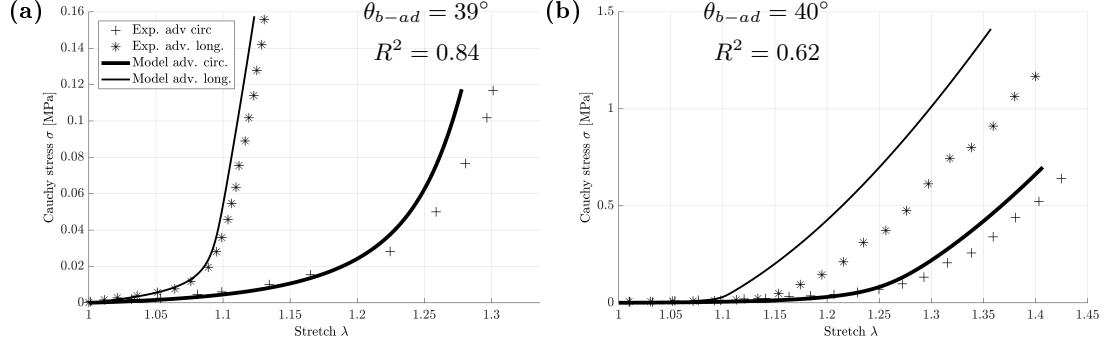 (a)
θ_{b−ad} = 39°
R² = 0.84
Exp. adv circ
Exp. adv. long.
Model adv. circ.
Model adv. long.
Cauchy stress σ [MPa]
0.16
0.14
0.12
0.1
0.08
0.06
0.04
0.02
0
1 1.05 1.1 1.15 1.2 1.25 1.3
Stretch λ
(b)
θ_{b−ad} = 40°
R² = 0.62
Cauchy stress σ [MPa]
1.5
1
0.5
0
1 1.05 1.1 1.15 1.2 1.25 1.3 1.35 1.4 1.45
Stretch λ